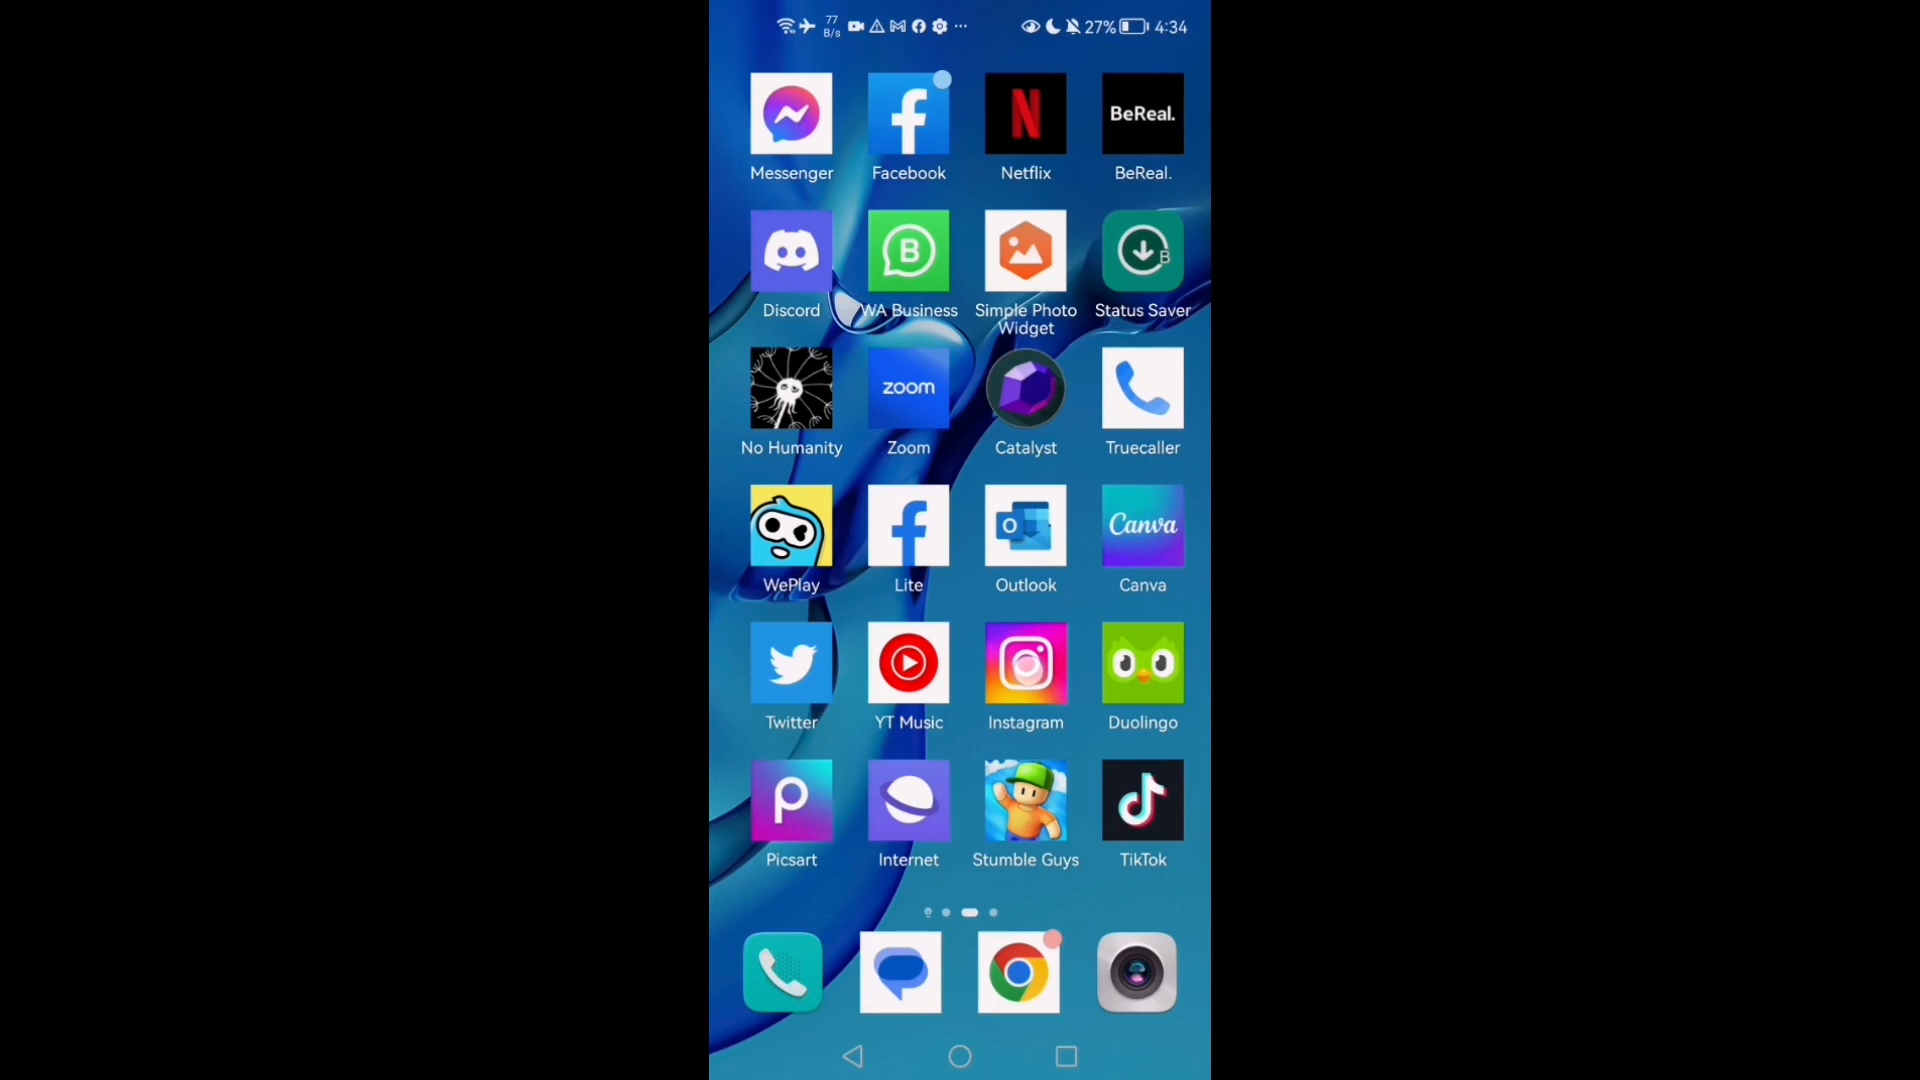 77
B/s
27%
4:34
BeReal.
Messenger
Facebook
Netflix
BeReal.
B
B
Discord
WA Business
Simple Photo
Widget
Status Saver
zoom
No Humanity
Zoom
Catalyst
Truecaller
Canva
WePlay
Lite
Outlook
Canva
Twitter
YT Music
Instagram
Duolingo
Picsart
Internet
Stumble Guys
TikTok